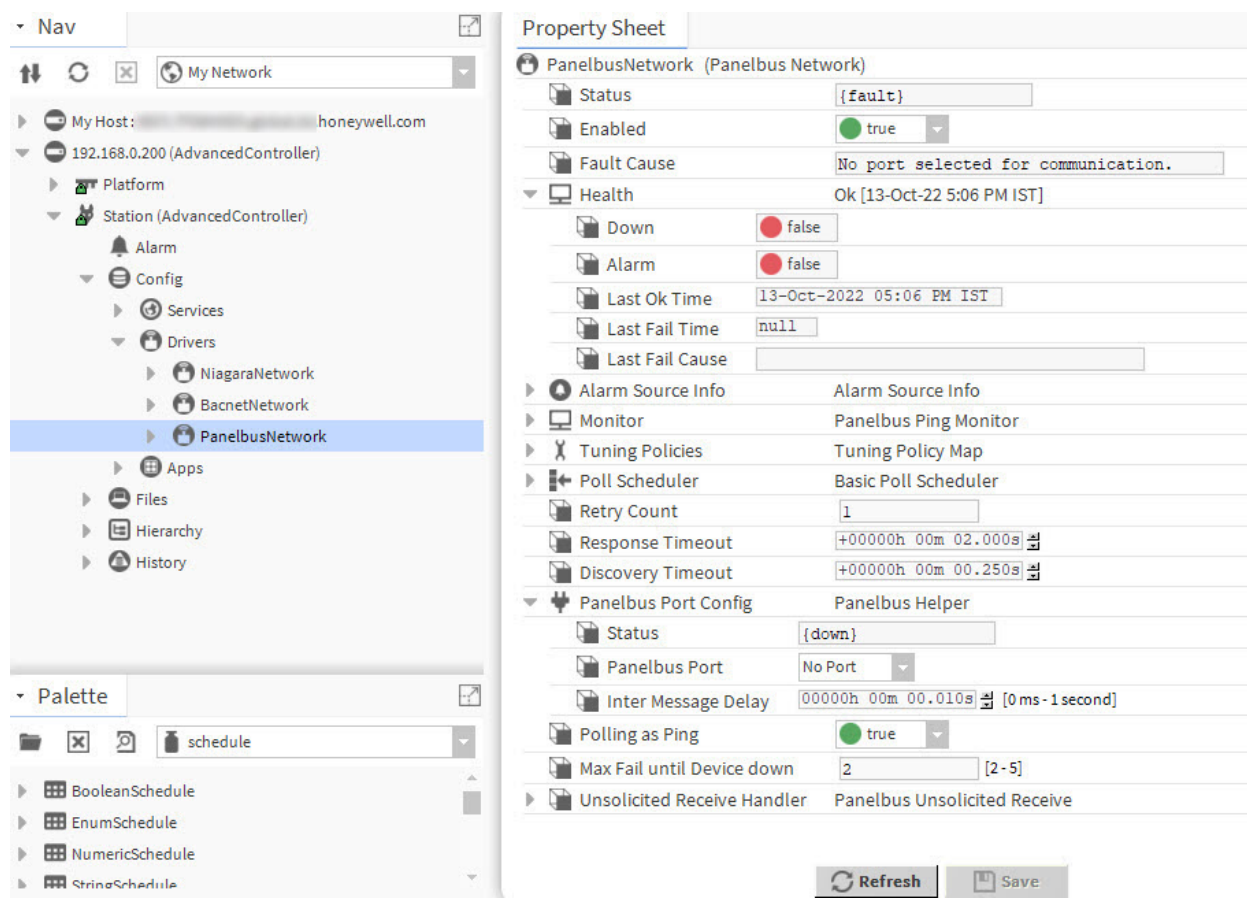 Nav
My Network
My Host: honeywell.com
192.168.0.200 (AdvancedController)
Platform
Station (AdvancedController)
Alarm
Config
Services
Drivers
NiagaraNetwork
BacnetNetwork
PanelbusNetwork
Apps
Files
Hierarchy
History
Palette
schedule
BooleanSchedule
EnumSchedule
NumericSchedule
StringSchedule
Property Sheet
PanelbusNetwork (Panelbus Network)
Status {fault}
Enabled true
Fault Cause No port selected for communication.
Health Ok [13-Oct-22 5:06 PM IST]
Down false
Alarm false
Last Ok Time 13-Oct-2022 05:06 PM IST
Last Fail Time null
Last Fail Cause
Alarm Source Info Alarm Source Info
Monitor Panelbus Ping Monitor
Tuning Policies Tuning Policy Map
Poll Scheduler Basic Poll Scheduler
Retry Count 1
Response Timeout +00000h 00m 02.000s
Discovery Timeout +00000h 00m 00.250s
Panelbus Port Config Panelbus Helper
Status {down}
Panelbus Port No Port
Inter Message Delay 00000h 00m 00.010s [0 ms - 1 second]
Polling as Ping true
Max Fail until Device down 2 [2 - 5]
Unsolicited Receive Handler Panelbus Unsolicited Receive
Refresh Save